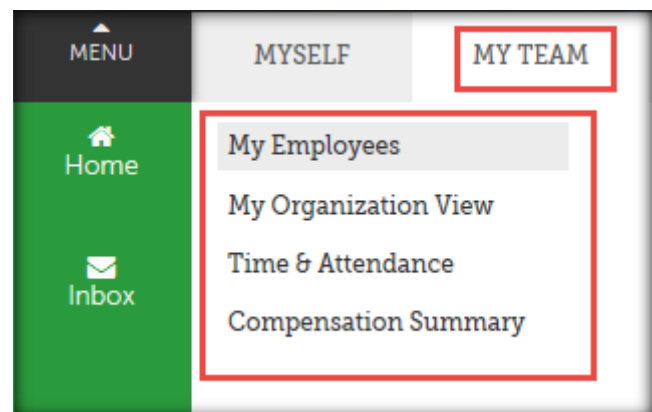 MENU
MYSELF
MY TEAM
Home
My Employees
My Organization View
Time & Attendance
Inbox
Compensation Summary